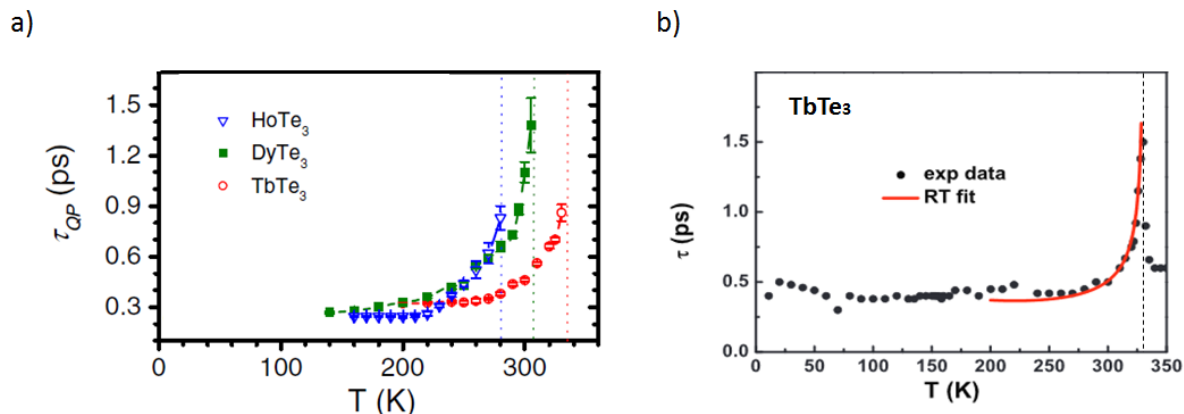 a)
1.5
1.2
0.9
0.6
0.3
τQP (ps)
HoTe3
DyTe3
TbTe3
0
100
200
300
T (K)
b)
1.5
1.0
0.5
0.0
τ (ps)
TbTe3
exp data
RT fit
0
50
100
150
200
250
300
350
T (K)